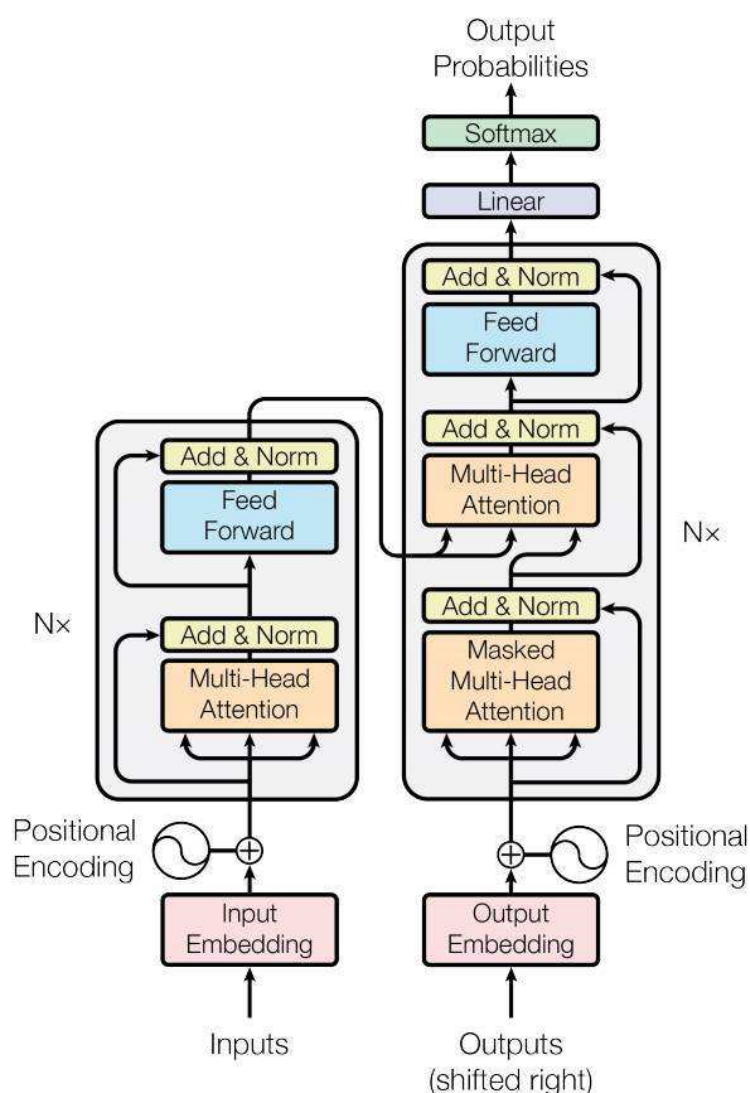 Output
Probabilities
Softmax
Linear
Add & Norm
Feed
Forward
Add & Norm
Multi-Head
Attention
Add & Norm
Masked
Multi-Head
Attention
Nx
Add & Norm
Feed
Forward
Add & Norm
Multi-Head
Attention
Nx
Positional
Encoding
Positional
Encoding
Input
Embedding
Output
Embedding
Inputs
Outputs
(shifted right)